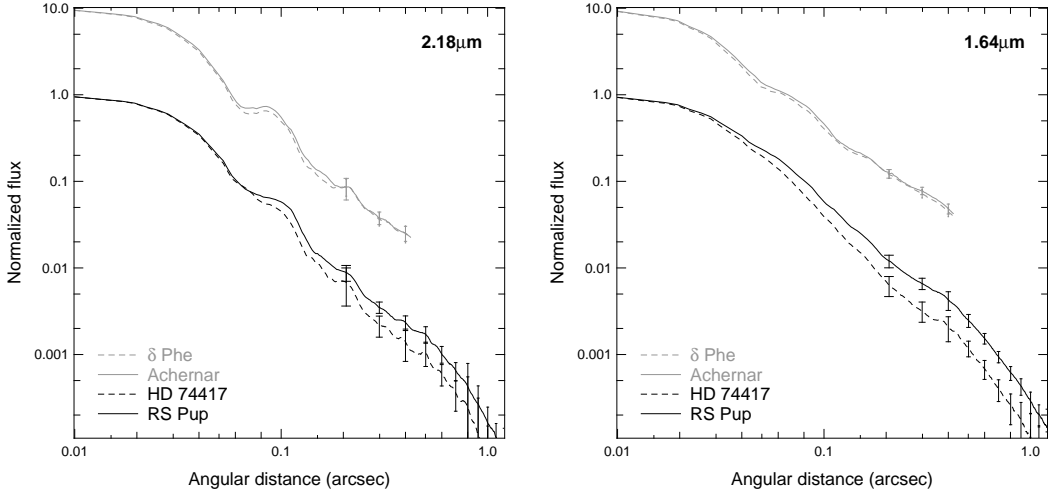 2.18μm
10.0
1.0
0.1
0.01
0.001
Normalized flux
δ Phe
Achernar
HD 74417
RS Pup
0.01
0.1
1.0
Angular distance (arcsec)
1.64μm
10.0
1.0
0.1
0.01
0.001
Normalized flux
δ Phe
Achernar
HD 74417
RS Pup
0.01
0.1
1.0
Angular distance (arcsec)